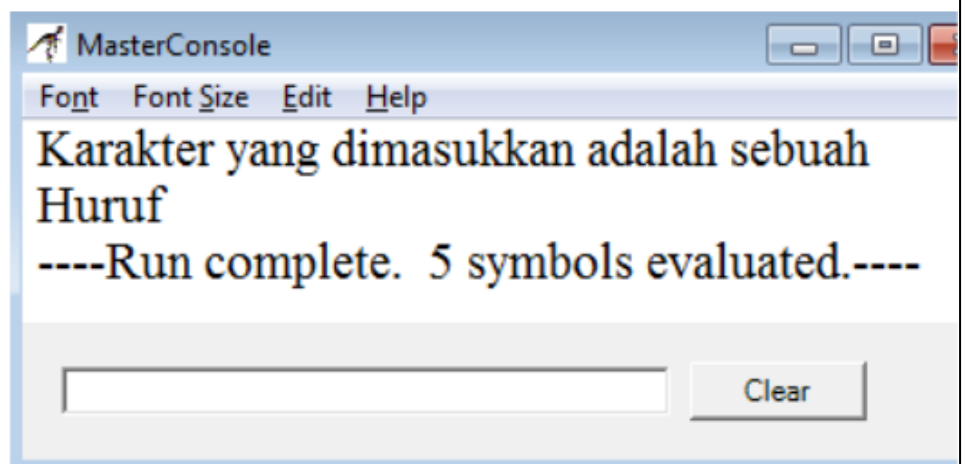 MasterConsole
Font Font Size Edit Help
Karakter yang dimasukkan adalah sebuah
Huruf
----Run complete.  5 symbols evaluated.----
Clear